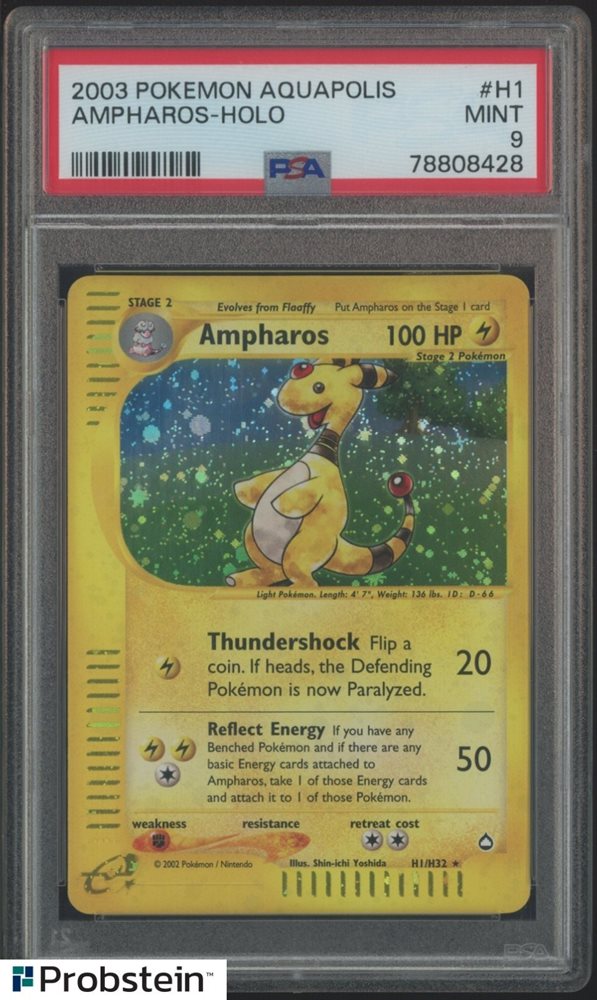 2003 POKEMON AQUAPOLIS #H1
AMPHAROS-HOLO MINT
9
PSA 78808428
STAGE 2 Evolves from Flaaffy Put Ampharos on the Stage 1 card
Ampharos 100 HP
Stage 2 Pokémon
Light Pokémon. Length: 4' 7", Weight: 136 lbs. ID: D-66
Thundershock Flip a
coin. If heads, the Defending 20
Pokémon is now Paralyzed.
Reflect Energy If you have any
Benched Pokémon and if there are any
basic Energy cards attached to 50
Ampharos, take 1 of those Energy cards
and attach it to 1 of those Pokémon.
weakness resistance retreat cost
© 2002 Pokémon / Nintendo Illus. Shin-ichi Yoshida H1/H32 ★
e
PSA
Probstein™